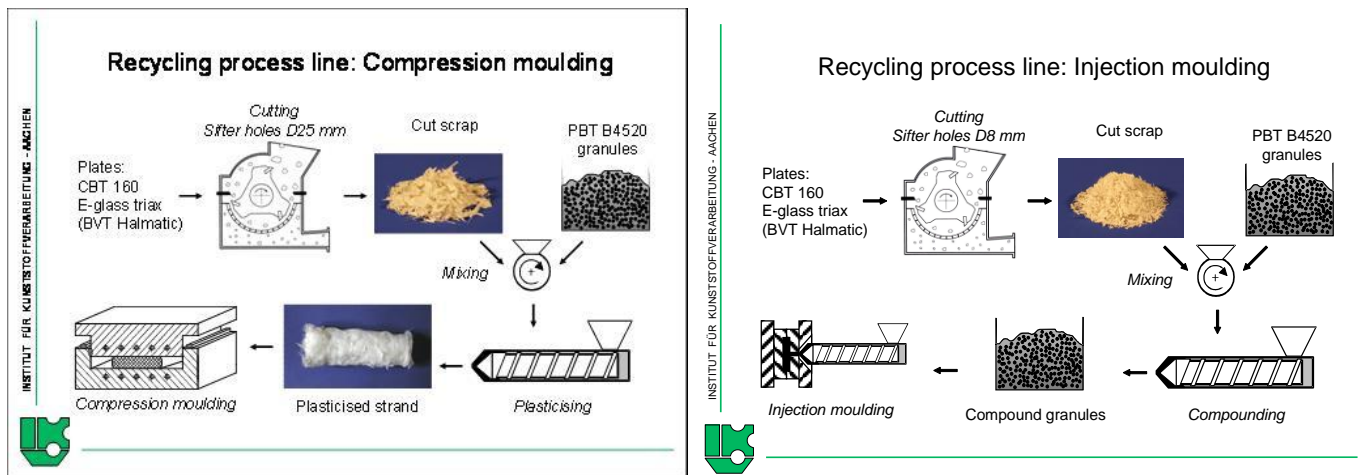 Recycling process line: Compression moulding
INSTITUT FÜR KUNSTSTOFFVERARBEITUNG - AACHEN
Cutting
Sifter holes D25 mm
Cut scrap
PBT B4520
granules
Plates:
CBT 160
E-glass triax
(BVT Halmatic)
Mixing
Compression moulding
Plasticised strand
Plasticising
Recycling process line: Injection moulding
INSTITUT FÜR KUNSTSTOFFVERARBEITUNG - AACHEN
Cutting
Sifter holes D8 mm
Cut scrap
PBT B4520
granules
Plates:
CBT 160
E-glass triax
(BVT Halmatic)
Mixing
Injection moulding
Compound granules
Compounding